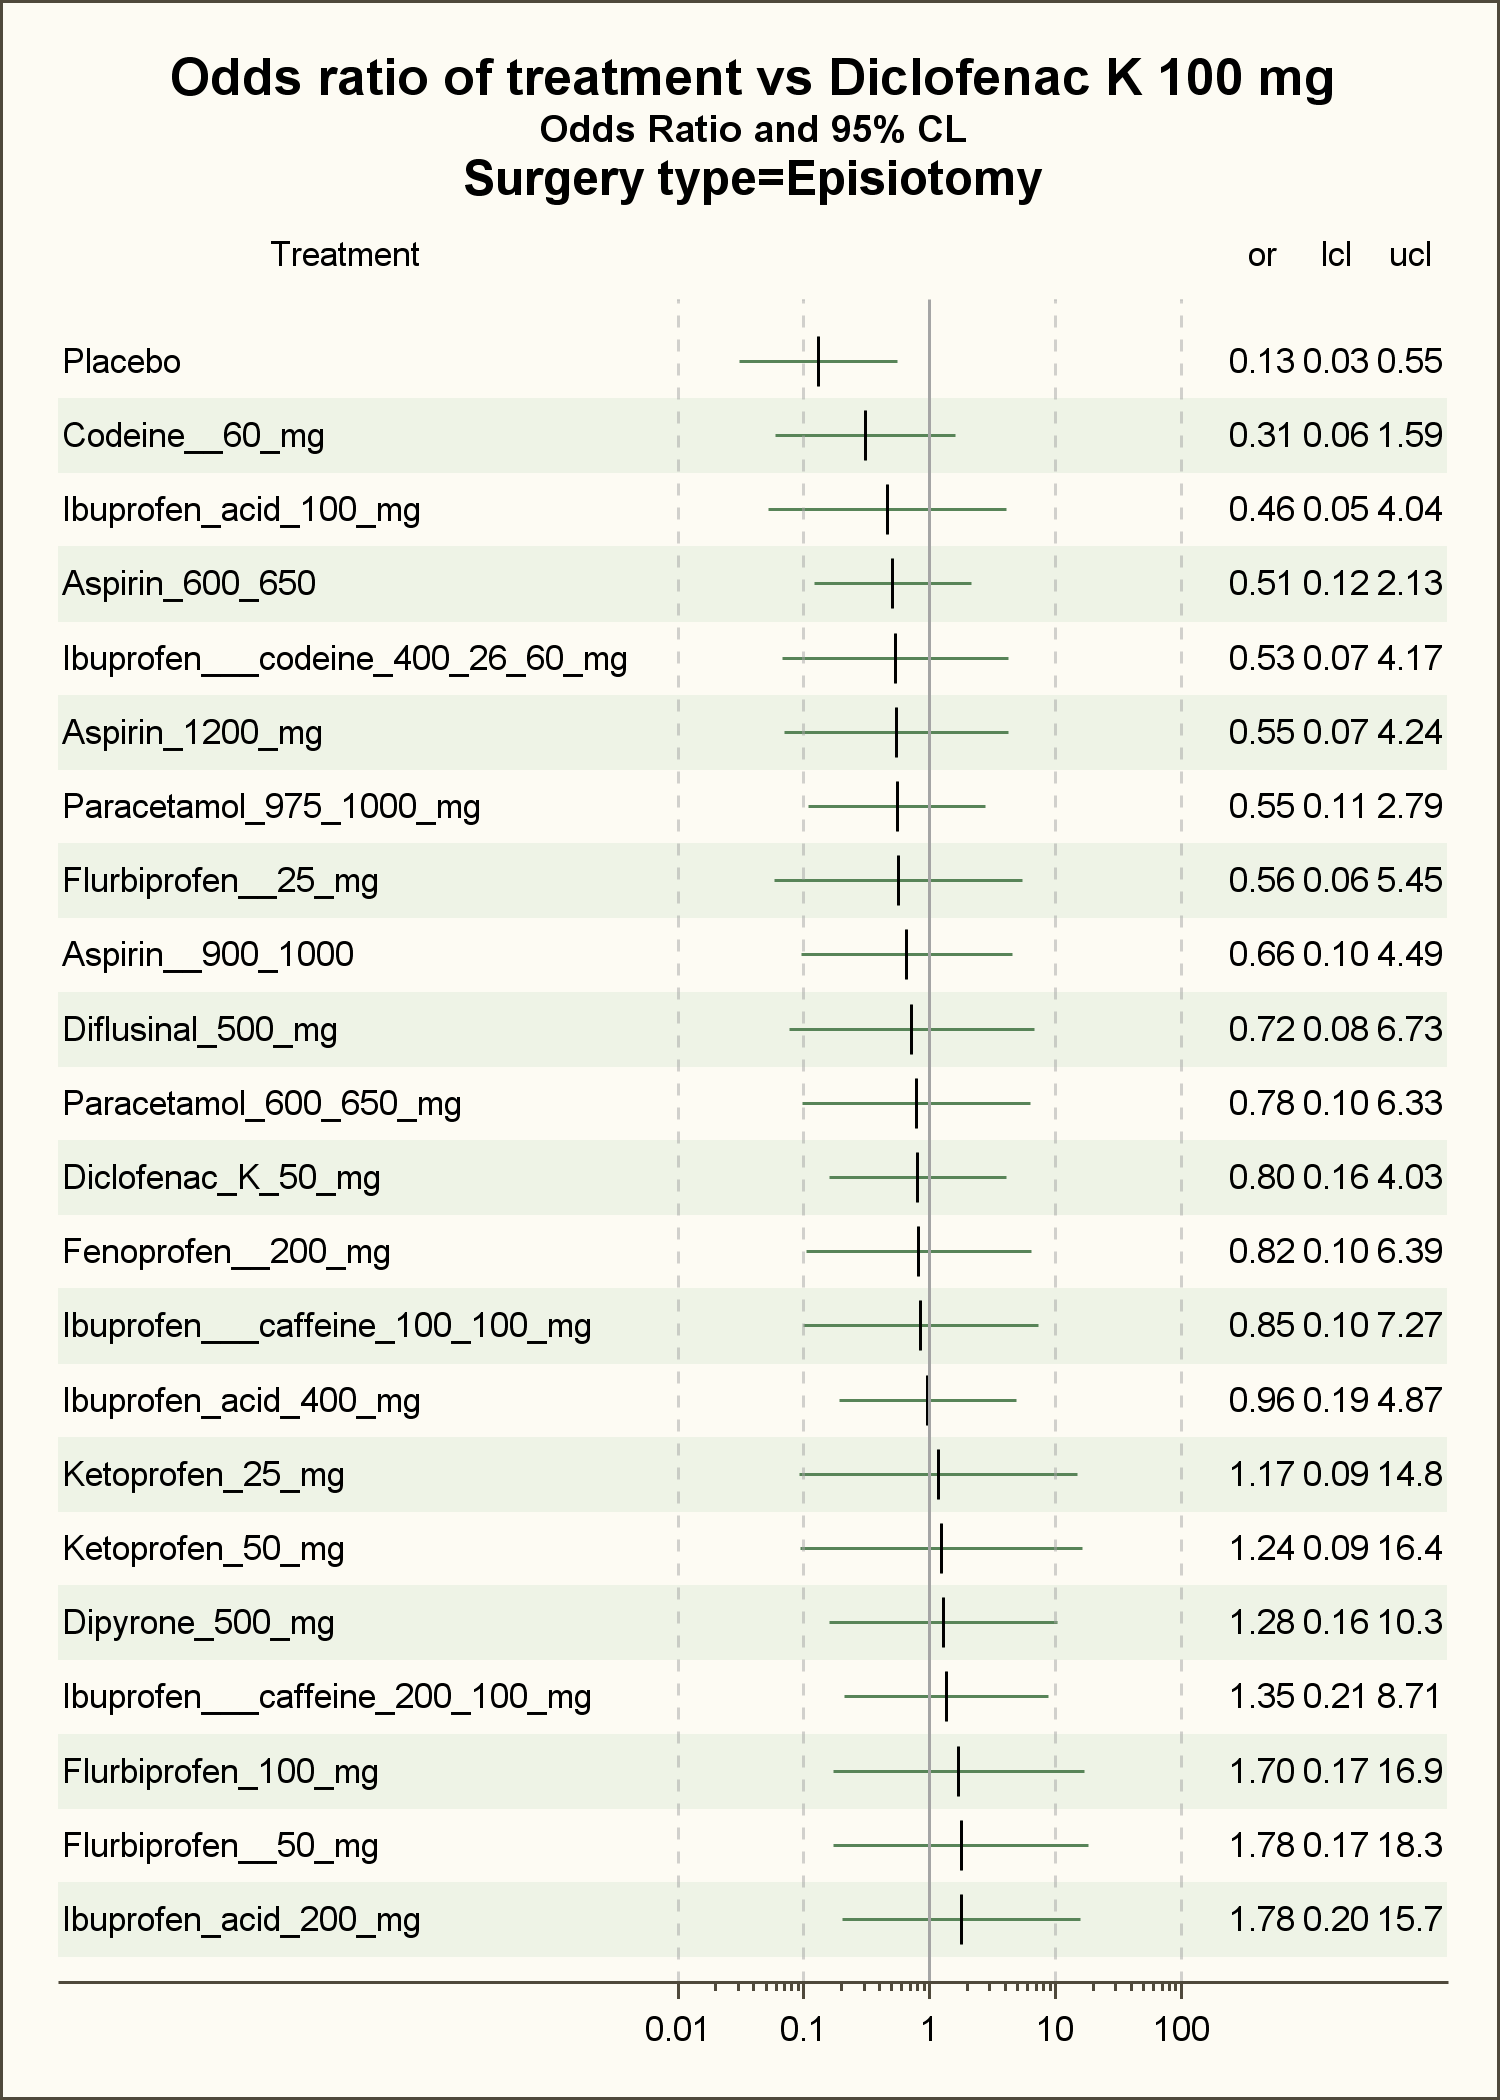 Odds ratio of treatment vs Diclofenac K 100 mg
Odds Ratio and 95% CL
Surgery type=Episiotomy
Treatment or lcl ucl
Placebo 0.13 0.03 0.55
Codeine__60_mg 0.31 0.06 1.59
Ibuprofen_acid_100_mg 0.46 0.05 4.04
Aspirin_600_650 0.51 0.12 2.13
Ibuprofen___codeine_400_26_60_mg 0.53 0.07 4.17
Aspirin_1200_mg 0.55 0.07 4.24
Paracetamol_975_1000_mg 0.55 0.11 2.79
Flurbiprofen__25_mg 0.56 0.06 5.45
Aspirin__900_1000 0.66 0.10 4.49
Diflusinal_500_mg 0.72 0.08 6.73
Paracetamol_600_650_mg 0.78 0.10 6.33
Diclofenac_K_50_mg 0.80 0.16 4.03
Fenoprofen__200_mg 0.82 0.10 6.39
Ibuprofen___caffeine_100_100_mg 0.85 0.10 7.27
Ibuprofen_acid_400_mg 0.96 0.19 4.87
Ketoprofen_25_mg 1.17 0.09 14.8
Ketoprofen_50_mg 1.24 0.09 16.4
Dipyrone_500_mg 1.28 0.16 10.3
Ibuprofen___caffeine_200_100_mg 1.35 0.21 8.71
Flurbiprofen_100_mg 1.70 0.17 16.9
Flurbiprofen__50_mg 1.78 0.17 18.3
Ibuprofen_acid_200_mg 1.78 0.20 15.7
0.01 0.1 1 10 100